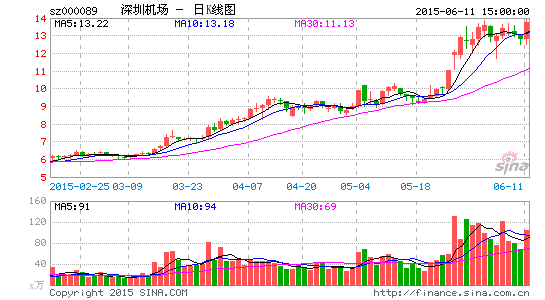 sz000089 深圳机场 - 日K线图 2015-06-11 15:00:00
MA5:13.22 MA10:13.18 MA30:11.13
14
13
12
11
10
9
8
7
6
5
sina
2015-02-25 03-09 03-23 04-07 04-20 05-04 05-18 06-11
MA5:91 MA10:94 MA30:69
160
120
80
40
x万
Copyright 2015 SINA.COM http://finance.sina.com.cn